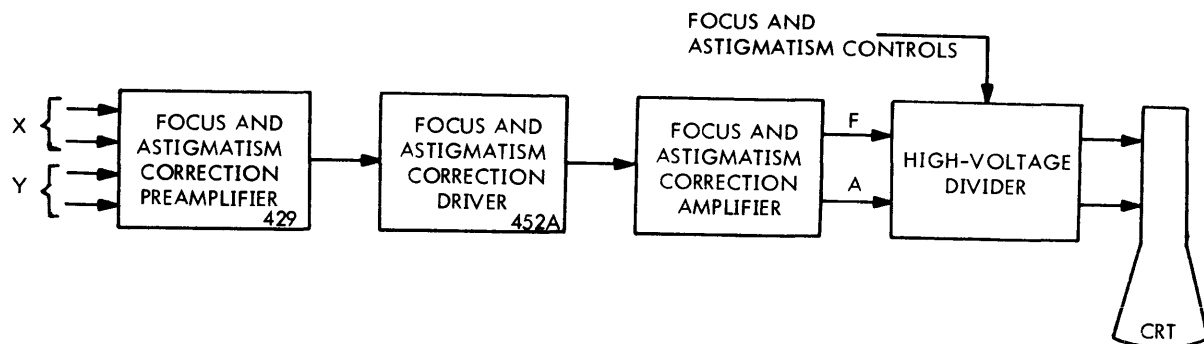 FOCUS AND
ASTIGMATISM CONTROLS
X
Y
FOCUS AND
ASTIGMATISM
CORRECTION
PREAMPLIFIER
429
FOCUS AND
ASTIGMATISM
CORRECTION
DRIVER
452A
FOCUS AND
ASTIGMATISM
CORRECTION
AMPLIFIER
F
A
HIGH-VOLTAGE
DIVIDER
CRT